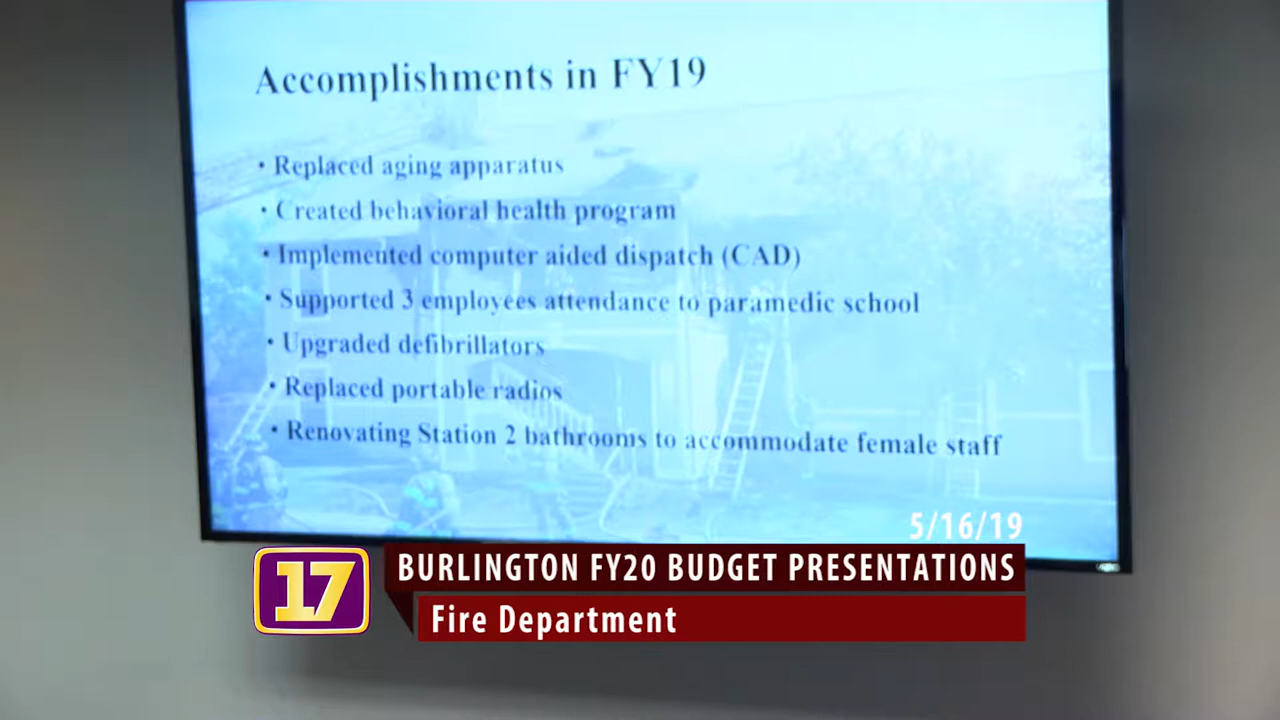 Accomplishments in FY19
• Replaced aging apparatus
• Created behavioral health program
• Implemented computer aided dispatch (CAD)
• Supported 3 employees attendance to paramedic school
• Upgraded defibrillators
• Replaced portable radios
• Renovating Station 2 bathrooms to accommodate female staff
5/16/19
17
BURLINGTON FY20 BUDGET PRESENTATIONS
Fire Department